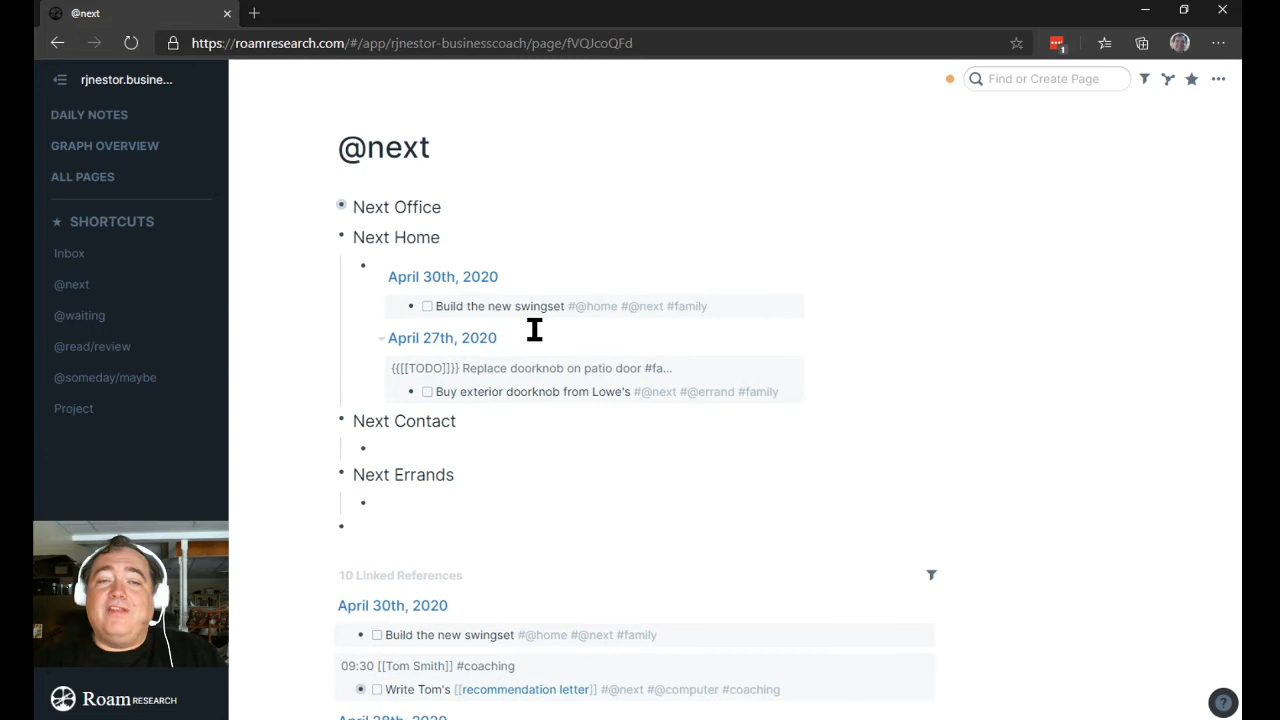 @next
https://roamresearch.com/#/app/rjnestor-businesscoach/page/fVQJcoQFd
1
rjnestor.busine...
Find or Create Page
DAILY NOTES
GRAPH OVERVIEW
ALL PAGES
SHORTCUTS
Inbox
@next
@waiting
@read/review
@someday/maybe
Project
Roam RESEARCH
@next
Next Office
Next Home
April 30th, 2020
Build the new swingset #@home #@next #family
April 27th, 2020
{{[[TODO]]}} Replace doorknob on patio door #fa...
Buy exterior doorknob from Lowe's #@next #@errand #family
Next Contact
Next Errands
10 Linked References
April 30th, 2020
Build the new swingset #@home #@next #family
09:30 [[Tom Smith]] #coaching
Write Tom's [[recommendation letter]] #@next #@computer #coaching
April 28th, 2020
?